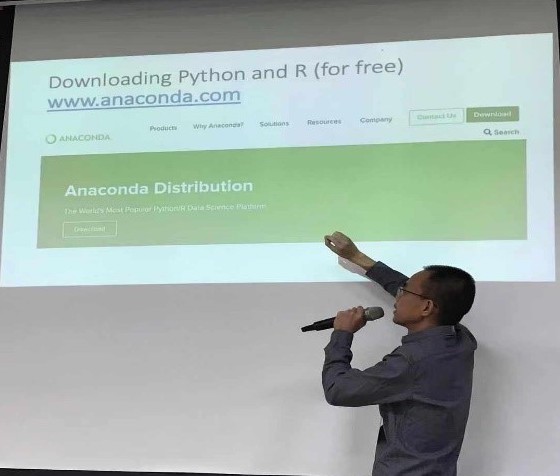 Downloading Python and R (for free)
www.anaconda.com
Contact Us
Download
Products Why Anaconda? Solutions Resources Company
ANACONDA
Search
Anaconda Distribution
The World's Most Popular Python/R Data Science Platform
Download